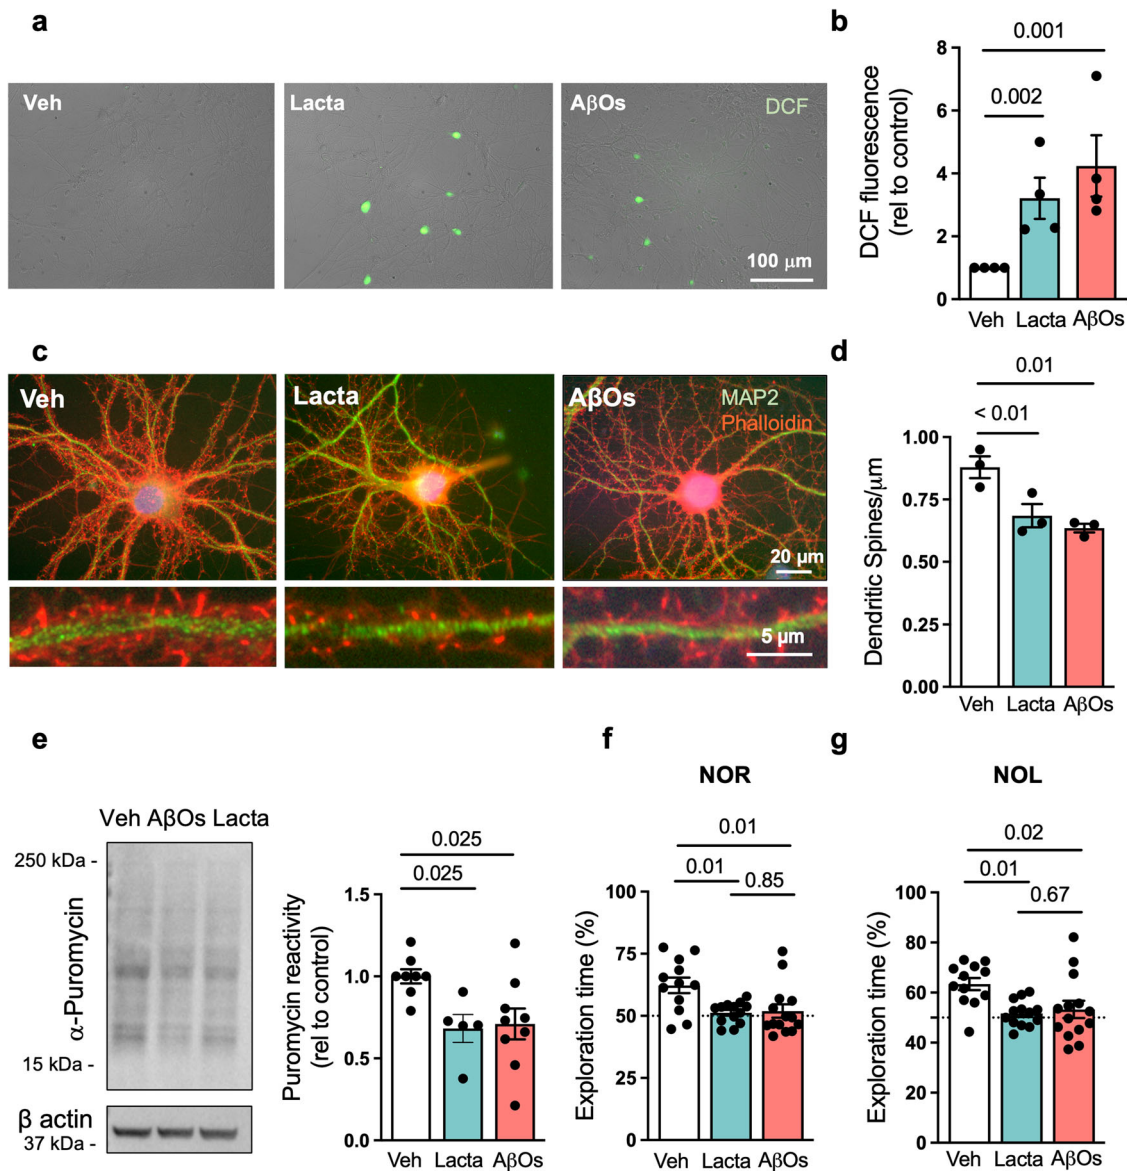 a
Veh
Lacta
AβOs
DCF
100 μm
b
0.001
0.002
DCF fluorescence
(rel to control)
8
6
4
2
0
Veh Lacta AβOs
c
Veh
Lacta
AβOs
MAP2
Phalloidin
20 μm
5 μm
d
0.01
< 0.01
Dendritic Spines/μm
1.00
0.75
0.50
0.25
0.00
Veh Lacta AβOs
e
Veh AβOs Lacta
250 kDa -
α-Puromycin
15 kDa -
β actin
37 kDa -
0.025
0.025
Puromycin reactivity
(rel to control)
1.5
1.0
0.5
0.0
Veh Lacta AβOs
f
NOR
0.01
0.01
0.85
Exploration time (%)
100
75
50
25
0
Veh Lacta AβOs
g
NOL
0.02
0.01
0.67
Exploration time (%)
100
80
60
40
20
0
Veh Lacta AβOs